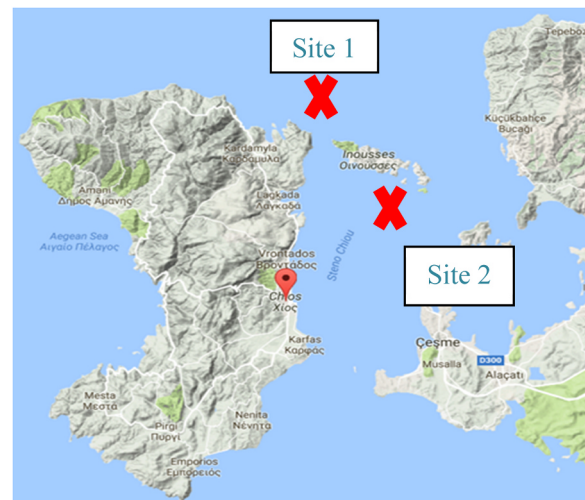 Site 1
Tepeboz
Küçükbahçe
Bucağı
Kardamyla
Καρδάμυλα
Inousses
Οινούσσες
Amani
Δήμος Αμανής
Lagkada
Λαγκάδα
Aegean Sea
Αιγαίο Πέλαγος
Steno Chiou
Vrontados
Βροντάδος
Site 2
Chios
Χίος
Karfas
Καρφάς
Çeşme
Musalla
D300
Alaçatı
Mesta
Μεστά
Pirgi
Πυργί
Nenita
Νένητα
Emporios
Εμπορειός